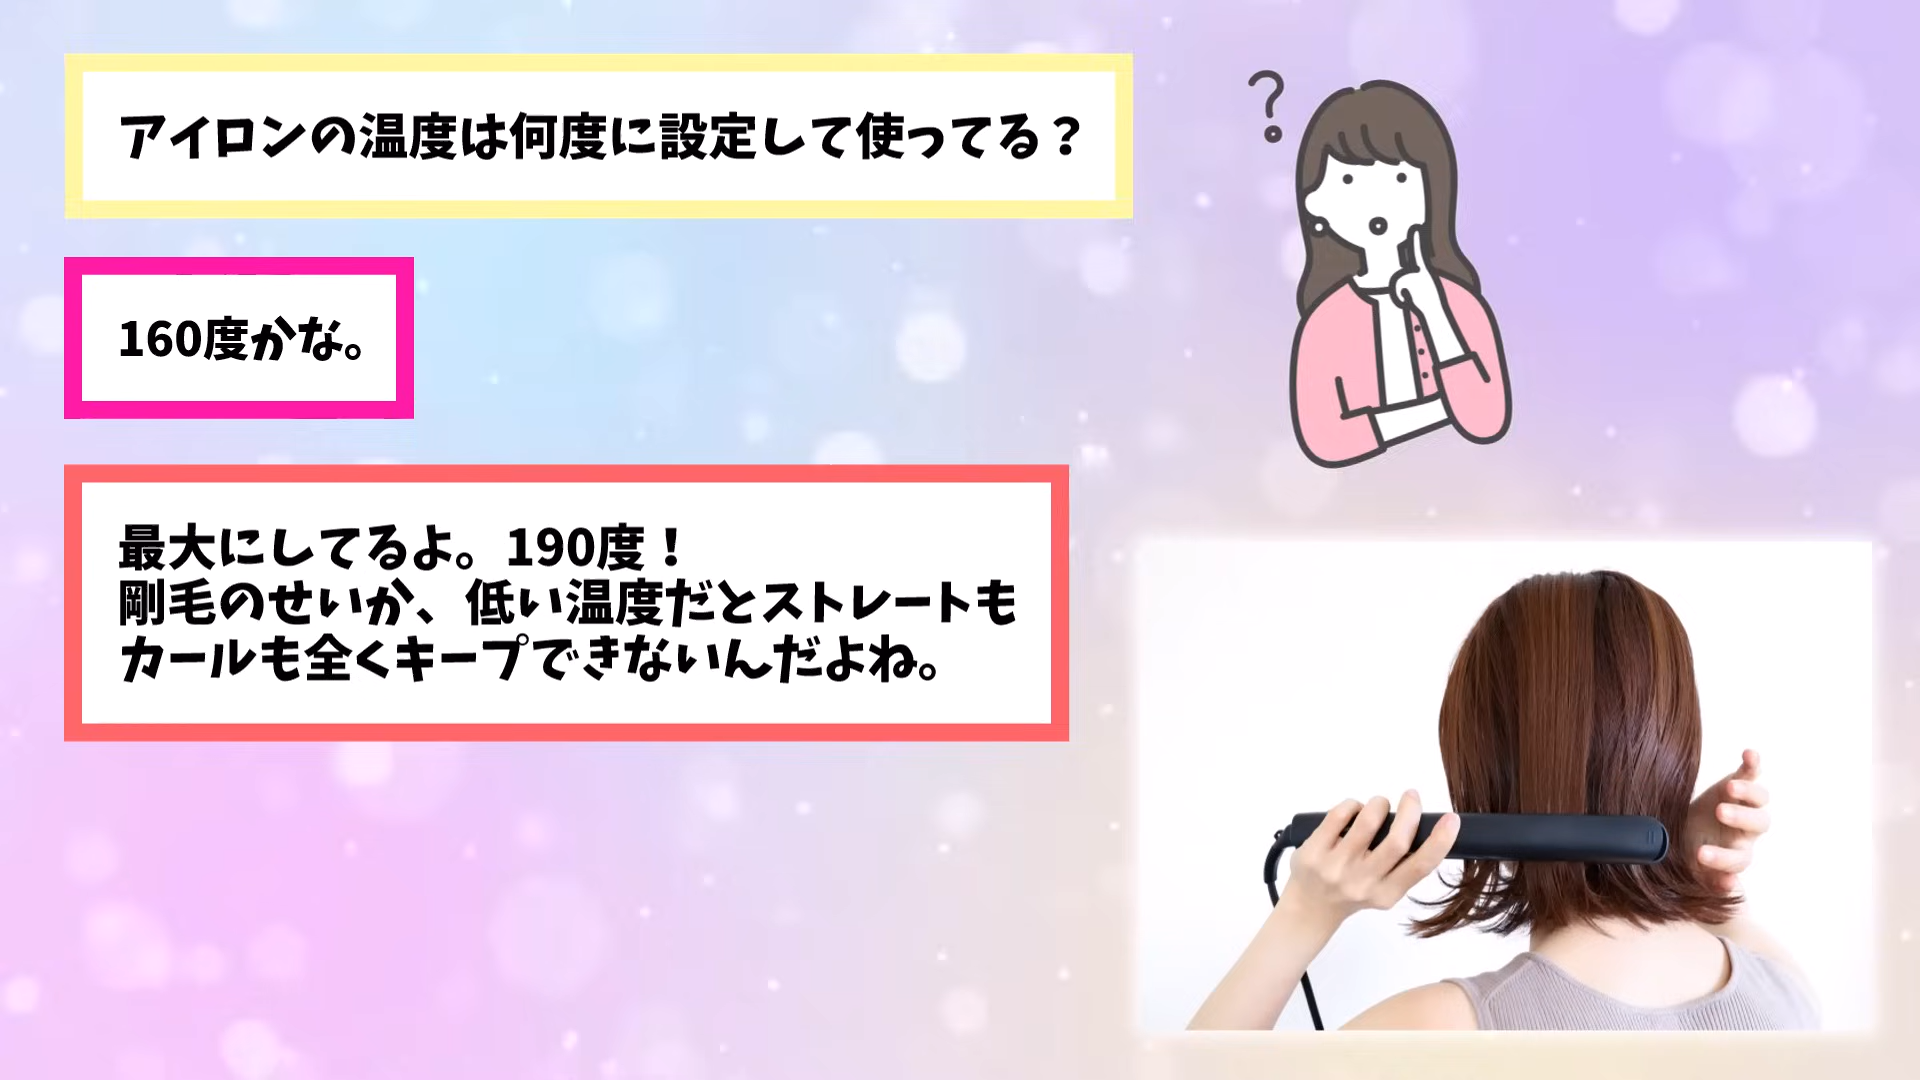 アイロンの温度は何度に設定して使ってる？
160度かな。
最大にしてるよ。190度！
剛毛のせいか、低い温度だとストレートも
カールも全くキープできないんだよね。